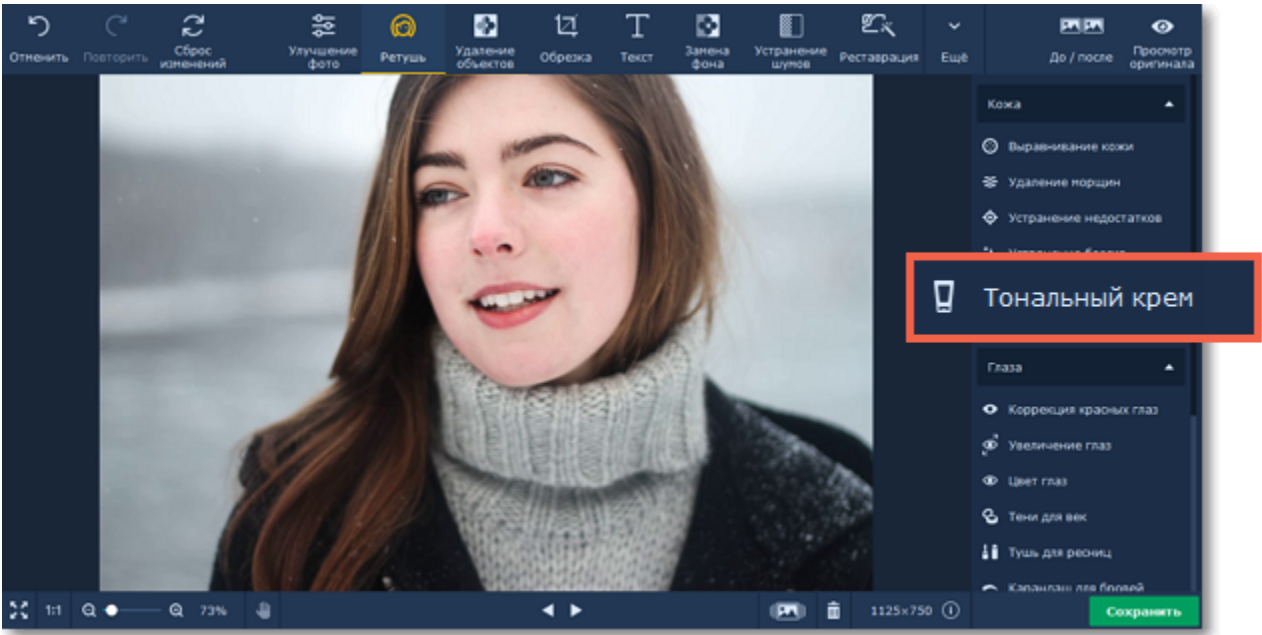 Отменить
Повторить
Сброс
изменений
Улучшение
фото
Ретушь
Удаление
объектов
Обрезка
Текст
Замена
фона
Устранение
шумов
Реставрация
Ещё
До / после
Просмотр
оригинала
Кожа
Выравнивание кожи
Удаление морщин
Устранение недостатков
Тональный крем
Глаза
Коррекция красных глаз
Увеличение глаз
Цвет глаз
Тени для век
Тушь для ресниц
Карандаш для бровей
1:1
73%
1125×750
Сохранить